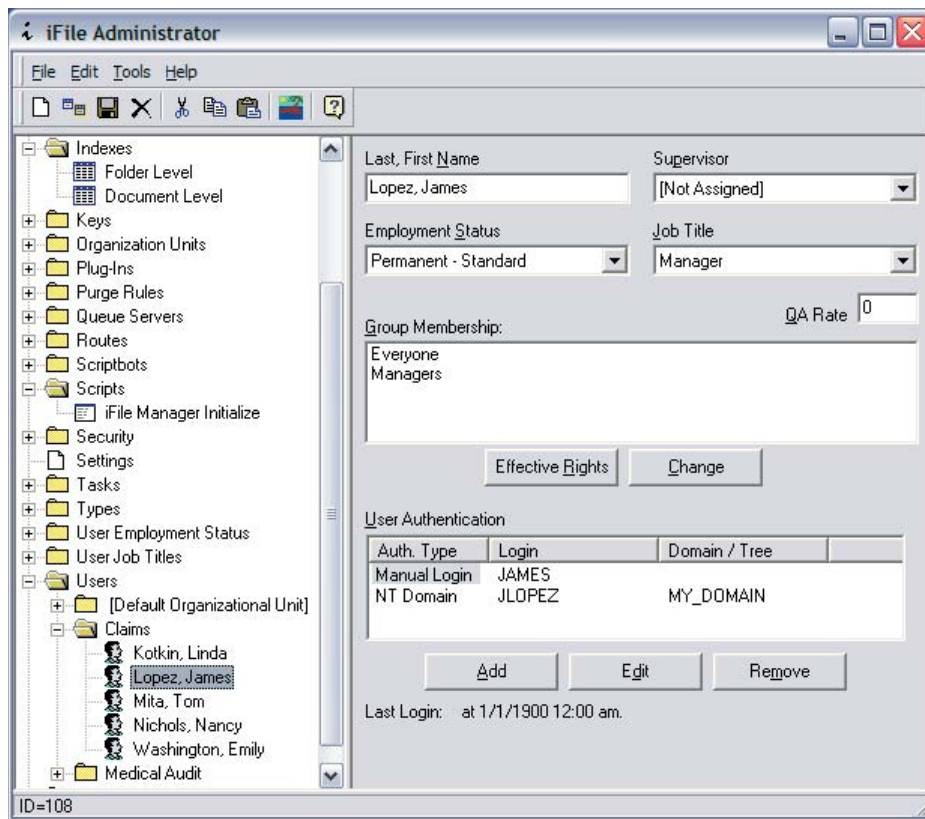 iFile Administrator
File Edit Tools Help
Indexes
Folder Level
Document Level
Keys
Organization Units
Plug-Ins
Purge Rules
Queue Servers
Routes
Scriptbots
Scripts
iFile Manager Initialize
Security
Settings
Tasks
Types
User Employment Status
User Job Titles
Users
[Default Organizational Unit]
Claims
Kotkin, Linda
Lopez, James
Mita, Tom
Nichols, Nancy
Washington, Emily
Medical Audit
Last, First Name
Lopez, James
Supervisor
[Not Assigned]
Employment Status
Permanent - Standard
Job Title
Manager
QA Rate 0
Group Membership:
Everyone
Managers
Effective Rights Change
User Authentication
Auth. Type Login Domain / Tree
Manual Login JAMES
NT Domain JLOPEZ MY_DOMAIN
Add Edit Remove
Last Login: at 1/1/1900 12:00 am.
ID=108